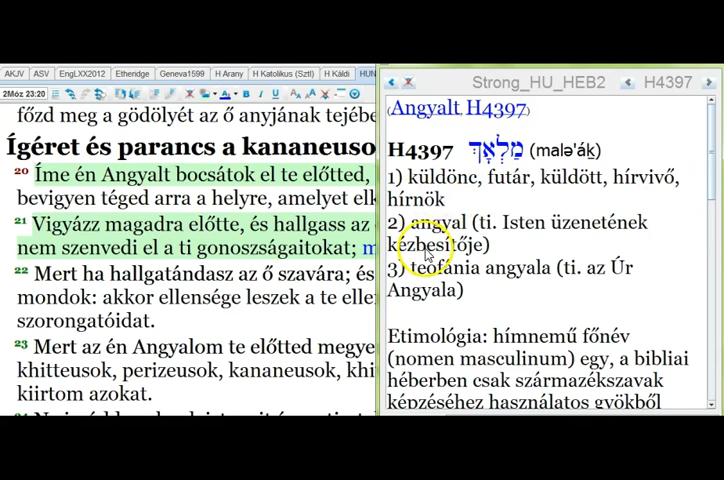 AKJV ASV EngLXX2012 Etheridge Geneva1599 H Arany H Katolikus (Sztl) H Káldi HUN
2Móz 23:20
főzd meg a gödölyét az ő anyjának tejébe
Ígéret és parancs a kananeuso
20 Íme én Angyalt bocsátok el te előtted,
bevigyen téged arra a helyre, amelyet elk
21 Vigyázz magadra előtte, és hallgass az
nem szenvedi el a ti gonoszságaitokat; m
22 Mert ha hallgatándasz az ő szavára; és
mondok: akkor ellensége leszek a te ellen
szorongatóidat.
23 Mert az én Angyalom te előtted megye
khitteusok, perizeusok, kananeusok, khi
kiirtom azokat.
Strong_HU_HEB2 H4397
(Angyalt, H4397)
H4397 מַלְאָךְ (malə'áḵ)
1) küldönc, futár, küldött, hírvivő,
hírnök
2) angyal (ti. Isten üzenetének
kézbesítője)
3) teofánia angyala (ti. az Úr
Angyala)
Etimológia: hímnemű főnév
(nomen masculinum) egy, a bibliai
héberben csak származékszavak
képzéséhez használatos gyökből